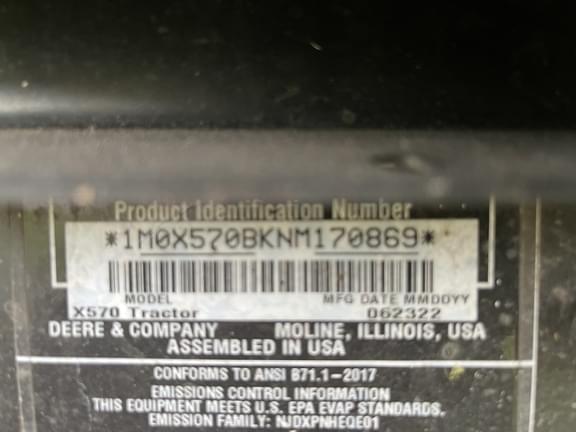 Product Identification Number
*1M0X570BKNM170869*
MODEL MFG DATE MMDDYY
X570 Tractor 062322
DEERE & COMPANY MOLINE, ILLINOIS, USA
ASSEMBLED IN USA
CONFORMS TO ANSI B71.1-2017
EMISSIONS CONTROL INFORMATION
THIS EQUIPMENT MEETS U.S. EPA EVAP STANDARDS.
EMISSION FAMILY: NJDXPNHEQE01